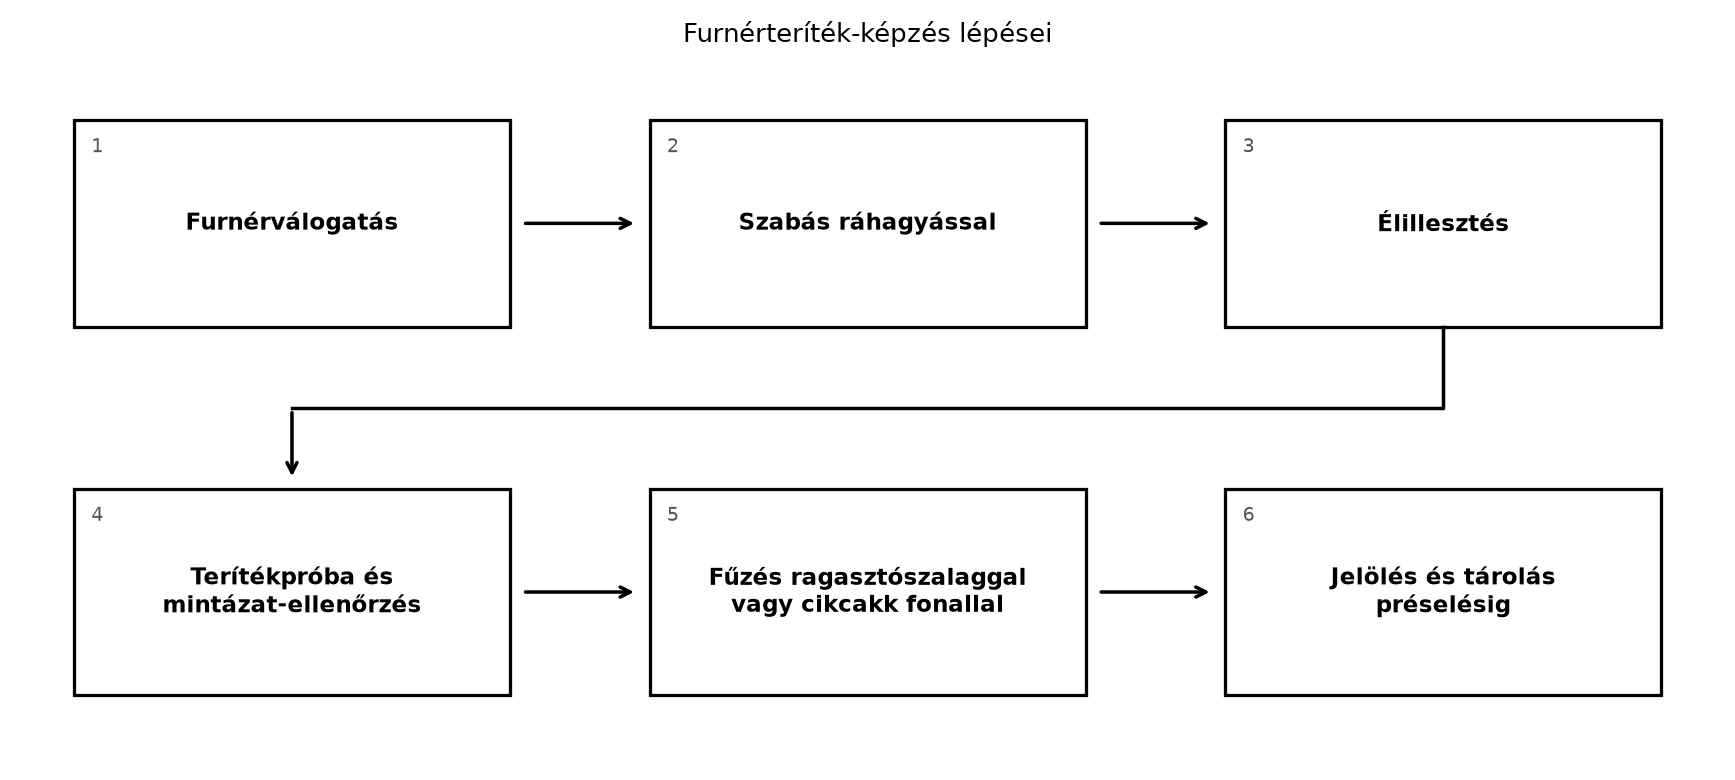 Furnérteríték-képzés lépései
1
Furnérválogatás
2
Szabás ráhagyással
3
Élillesztés
4
Terítékpróba és
mintázat-ellenőrzés
5
Fűzés ragasztószalaggal
vagy cikcakk fonallal
6
Jelölés és tárolás
préselésig